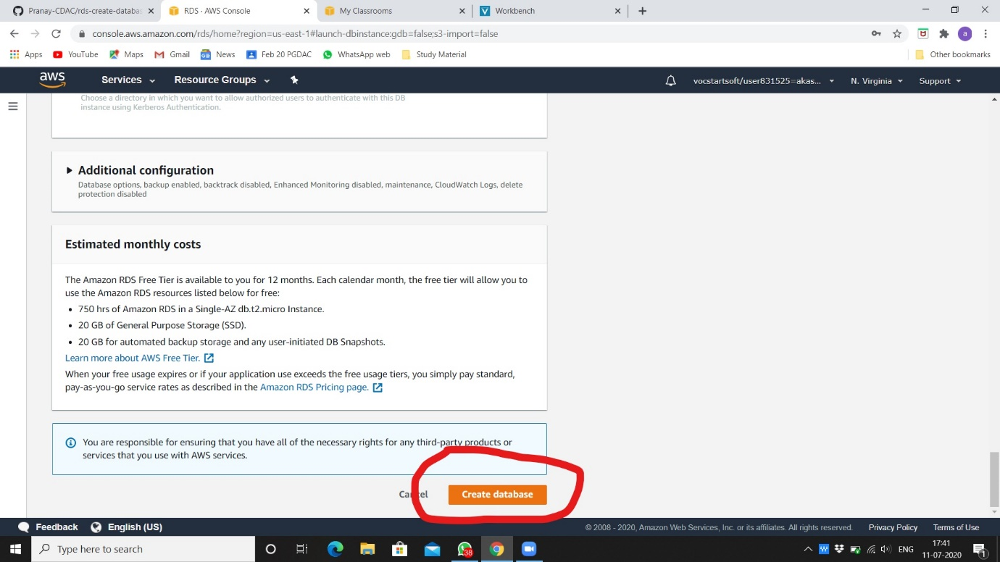 Pranay-CDAC/rds-create-databas
RDS · AWS Console
My Classrooms
Workbench
console.aws.amazon.com/rds/home?region=us-east-1#launch-dbinstance:gdb=false;s3-import=false
a
Apps
YouTube
Maps
Gmail
News
Feb 20 PGDAC
WhatsApp web
Study Material
Other bookmarks
aws
Services
Resource Groups
vocstartsoft/user831525=akas...
N. Virginia
Support
Choose a directory in which you want to allow authorized users to authenticate with this DB
instance using Kerberos Authentication.
Additional configuration
Database options, backup enabled, backtrack disabled, Enhanced Monitoring disabled, maintenance, CloudWatch Logs, delete
protection disabled
Estimated monthly costs
The Amazon RDS Free Tier is available to you for 12 months. Each calendar month, the free tier will allow you to
use the Amazon RDS resources listed below for free:
• 750 hrs of Amazon RDS in a Single-AZ db.t2.micro Instance.
• 20 GB of General Purpose Storage (SSD).
• 20 GB for automated backup storage and any user-initiated DB Snapshots.
Learn more about AWS Free Tier.
When your free usage expires or if your application use exceeds the free usage tiers, you simply pay standard,
pay-as-you-go service rates as described in the Amazon RDS Pricing page.
You are responsible for ensuring that you have all of the necessary rights for any third-party products or
services that you use with AWS services.
Cancel
Create database
Feedback
English (US)
© 2008 - 2020, Amazon Web Services, Inc. or its affiliates. All rights reserved.
Privacy Policy
Terms of Use
Type here to search
38
W
ENG
17:41
11-07-2020
1